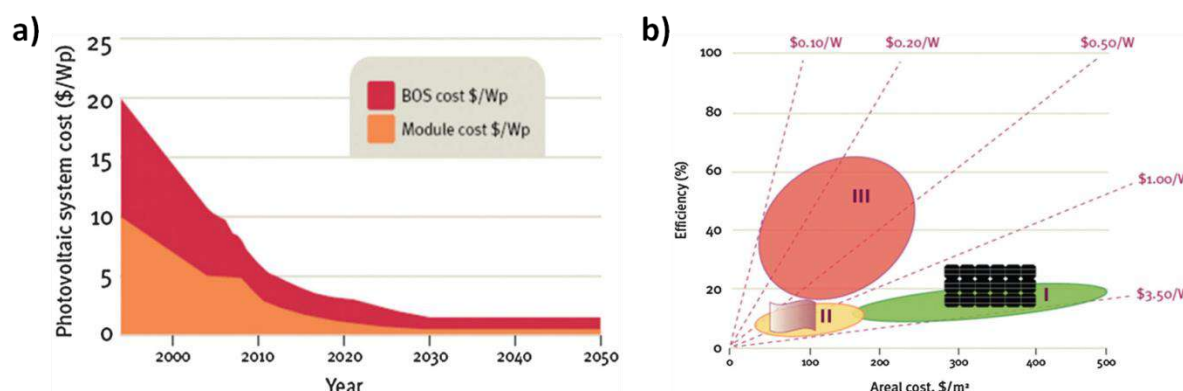 a)
Photovoltaic system cost ($/Wp)
25
20
15
10
5
0
BOS cost $/Wp
Module cost $/Wp
2000 2010 2020 2030 2040 2050
Year
b)
$0.10/W $0.20/W $0.50/W
$1.00/W
$3.50/W
Efficiency (%)
100
80
60
40
20
0
III
II
I
0 100 200 300 400 500
Areal cost, $/m²